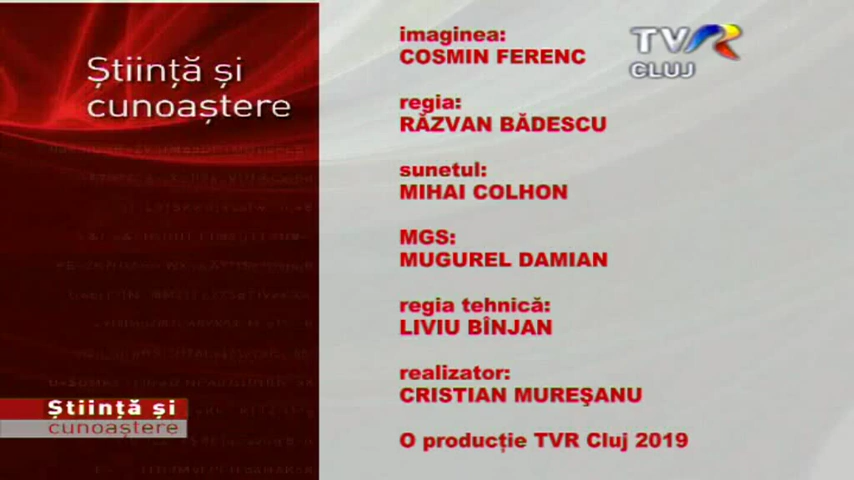 Știință și
cunoaștere
imaginea:
COSMIN FERENC
regia:
RĂZVAN BĂDESCU
sunetul:
MIHAI COLHON
MGS:
MUGUREL DAMIAN
regia tehnică:
LIVIU BÎNJAN
realizator:
CRISTIAN MUREŞANU
O producție TVR Cluj 2019
TVR
CLUJ
Știință și
cunoaștere